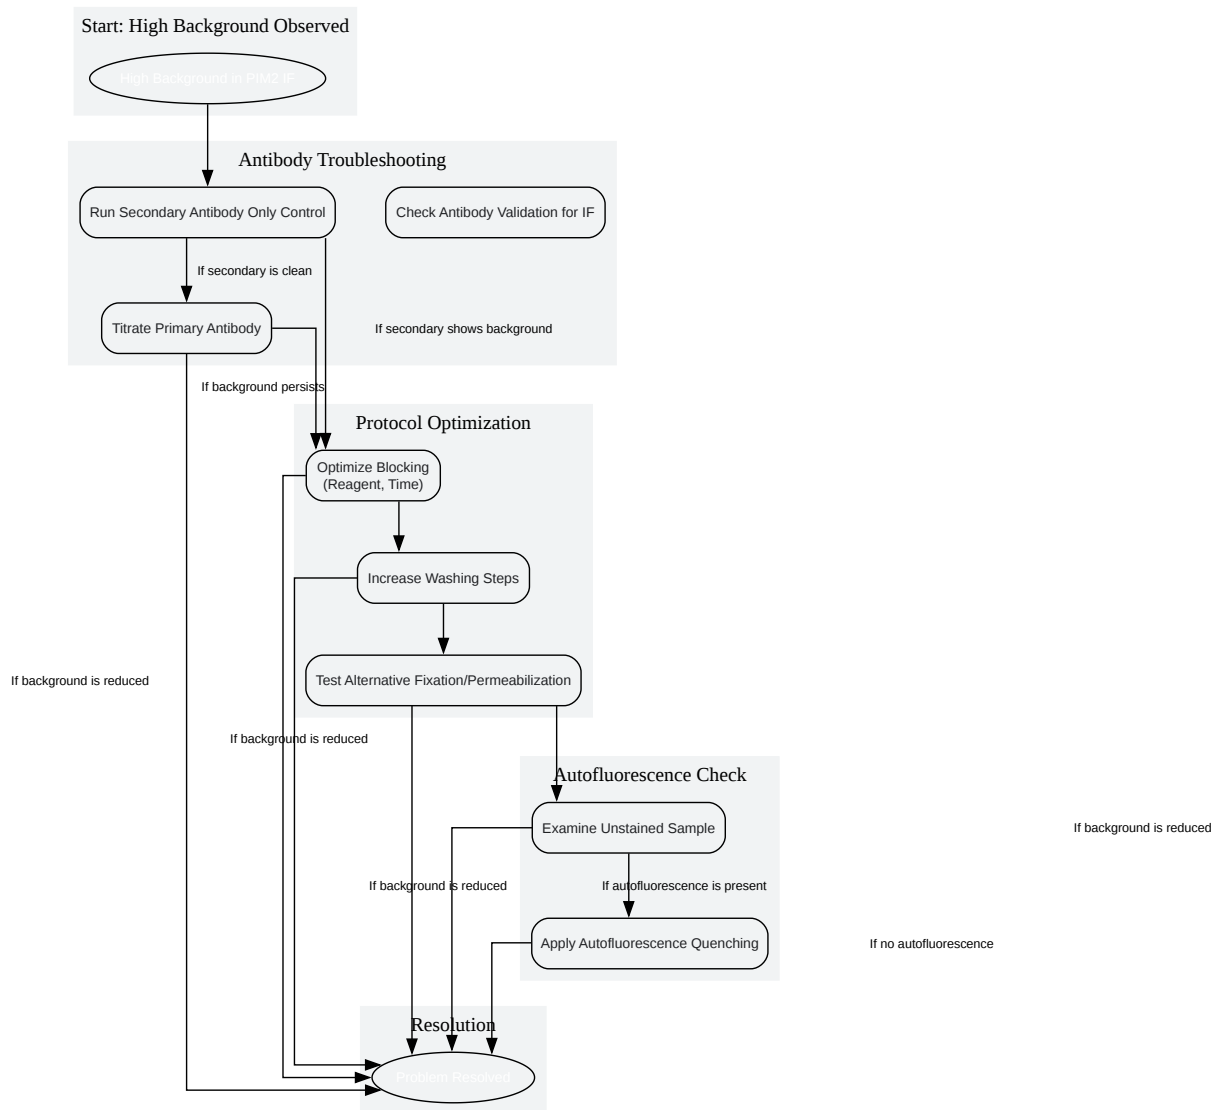 Start: High Background Observed
High Background in PIM2 IF
Antibody Troubleshooting
Run Secondary Antibody Only Control
Check Antibody Validation for IF
If secondary is clean
Titrate Primary Antibody
If secondary shows background
If background persists
Protocol Optimization
Optimize Blocking
(Reagent, Time)
Increase Washing Steps
Test Alternative Fixation/Permeabilization
If background is reduced
If background is reduced
Autofluorescence Check
Examine Unstained Sample
If background is reduced
If background is reduced
If autofluorescence is present
Apply Autofluorescence Quenching
If no autofluorescence
Resolution
Problem Resolved